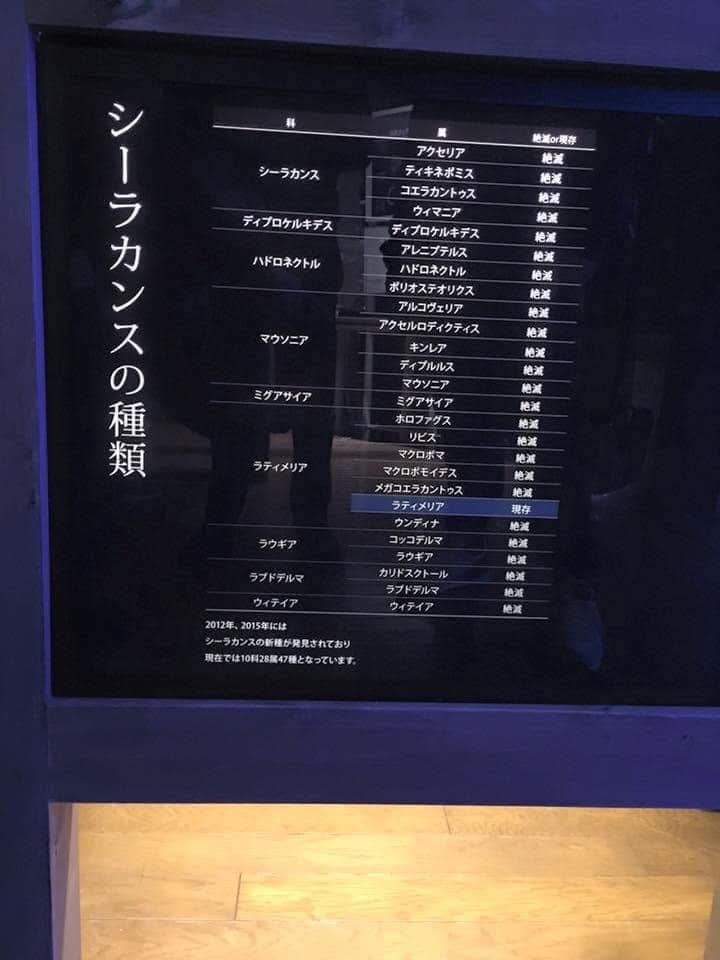 シーラカンスの種類
科 属 絶滅or現存
シーラカンス アクセリア 絶滅
ティキネポミス 絶滅
コエラカントゥス 絶滅
ウィマニア 絶滅
ディプロケルキデス ディプロケルキデス 絶滅
ハドロネクトル アレニプテルス 絶滅
ハドロネクトル 絶滅
ポリオステオリクス 絶滅
マウソニア アルコヴェリア 絶滅
アクセルロディクティス 絶滅
キンレア 絶滅
ディプルルス 絶滅
マウソニア 絶滅
ミグアサイア ミグアサイア 絶滅
ラティメリア ホロファグス 絶滅
リビス 絶滅
マクロポマ 絶滅
マクロポモイデス 絶滅
メガコエラカントゥス 絶滅
ラティメリア 現存
ウンディナ 絶滅
ラウギア コッコデルマ 絶滅
ラウギア 絶滅
ラブドデルマ カリドスクトール 絶滅
ラブドデルマ 絶滅
ウィテイア ウィテイア 絶滅
2012年、2015年には
シーラカンスの新種が発見されており
現在では10科28属47種となっています。